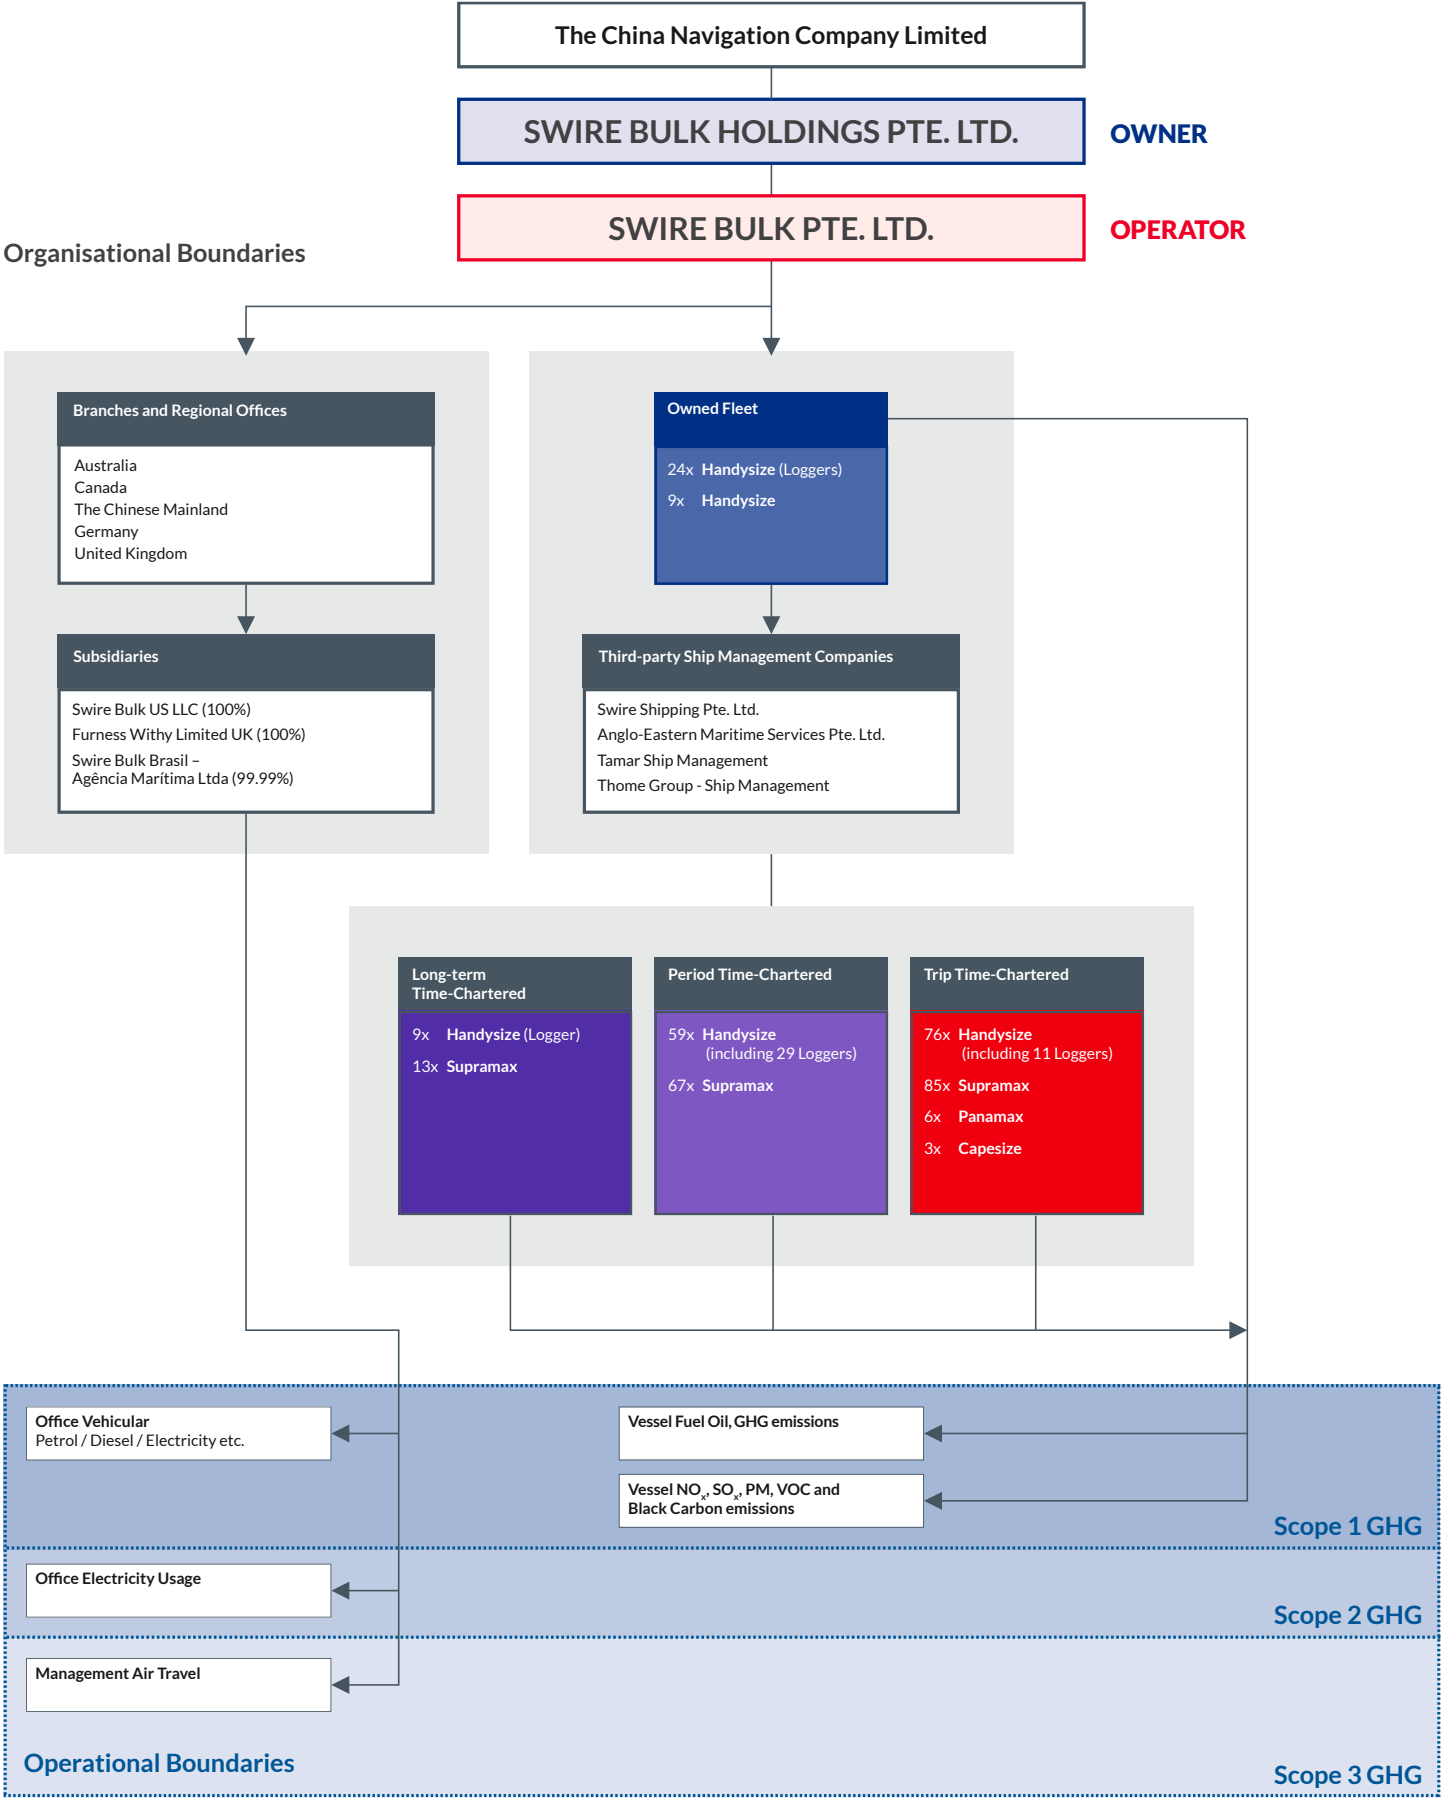 The China Navigation Company Limited
SWIRE BULK HOLDINGS PTE. LTD.
OWNER
SWIRE BULK PTE. LTD.
OPERATOR
Organisational Boundaries
Branches and Regional Offices
Australia
Canada
The Chinese Mainland
Germany
United Kingdom
Subsidiaries
Swire Bulk US LLC (100%)
Furness Withy Limited UK (100%)
Swire Bulk Brasil –
Agência Marítima Ltda (99.99%)
Owned Fleet
24x Handysize (Loggers)
9x Handysize
Third-party Ship Management Companies
Swire Shipping Pte. Ltd.
Anglo-Eastern Maritime Services Pte. Ltd.
Tamar Ship Management
Thome Group - Ship Management
Long-term
Time-Chartered
9x Handysize (Logger)
13x Supramax
Period Time-Chartered
59x Handysize
(including 29 Loggers)
67x Supramax
Trip Time-Chartered
76x Handysize
(including 11 Loggers)
85x Supramax
6x Panamax
3x Capesize
Office Vehicular
Petrol / Diesel / Electricity etc.
Vessel Fuel Oil, GHG emissions
Vessel NOx, SOx, PM, VOC and
Black Carbon emissions
Scope 1 GHG
Office Electricity Usage
Scope 2 GHG
Management Air Travel
Operational Boundaries
Scope 3 GHG